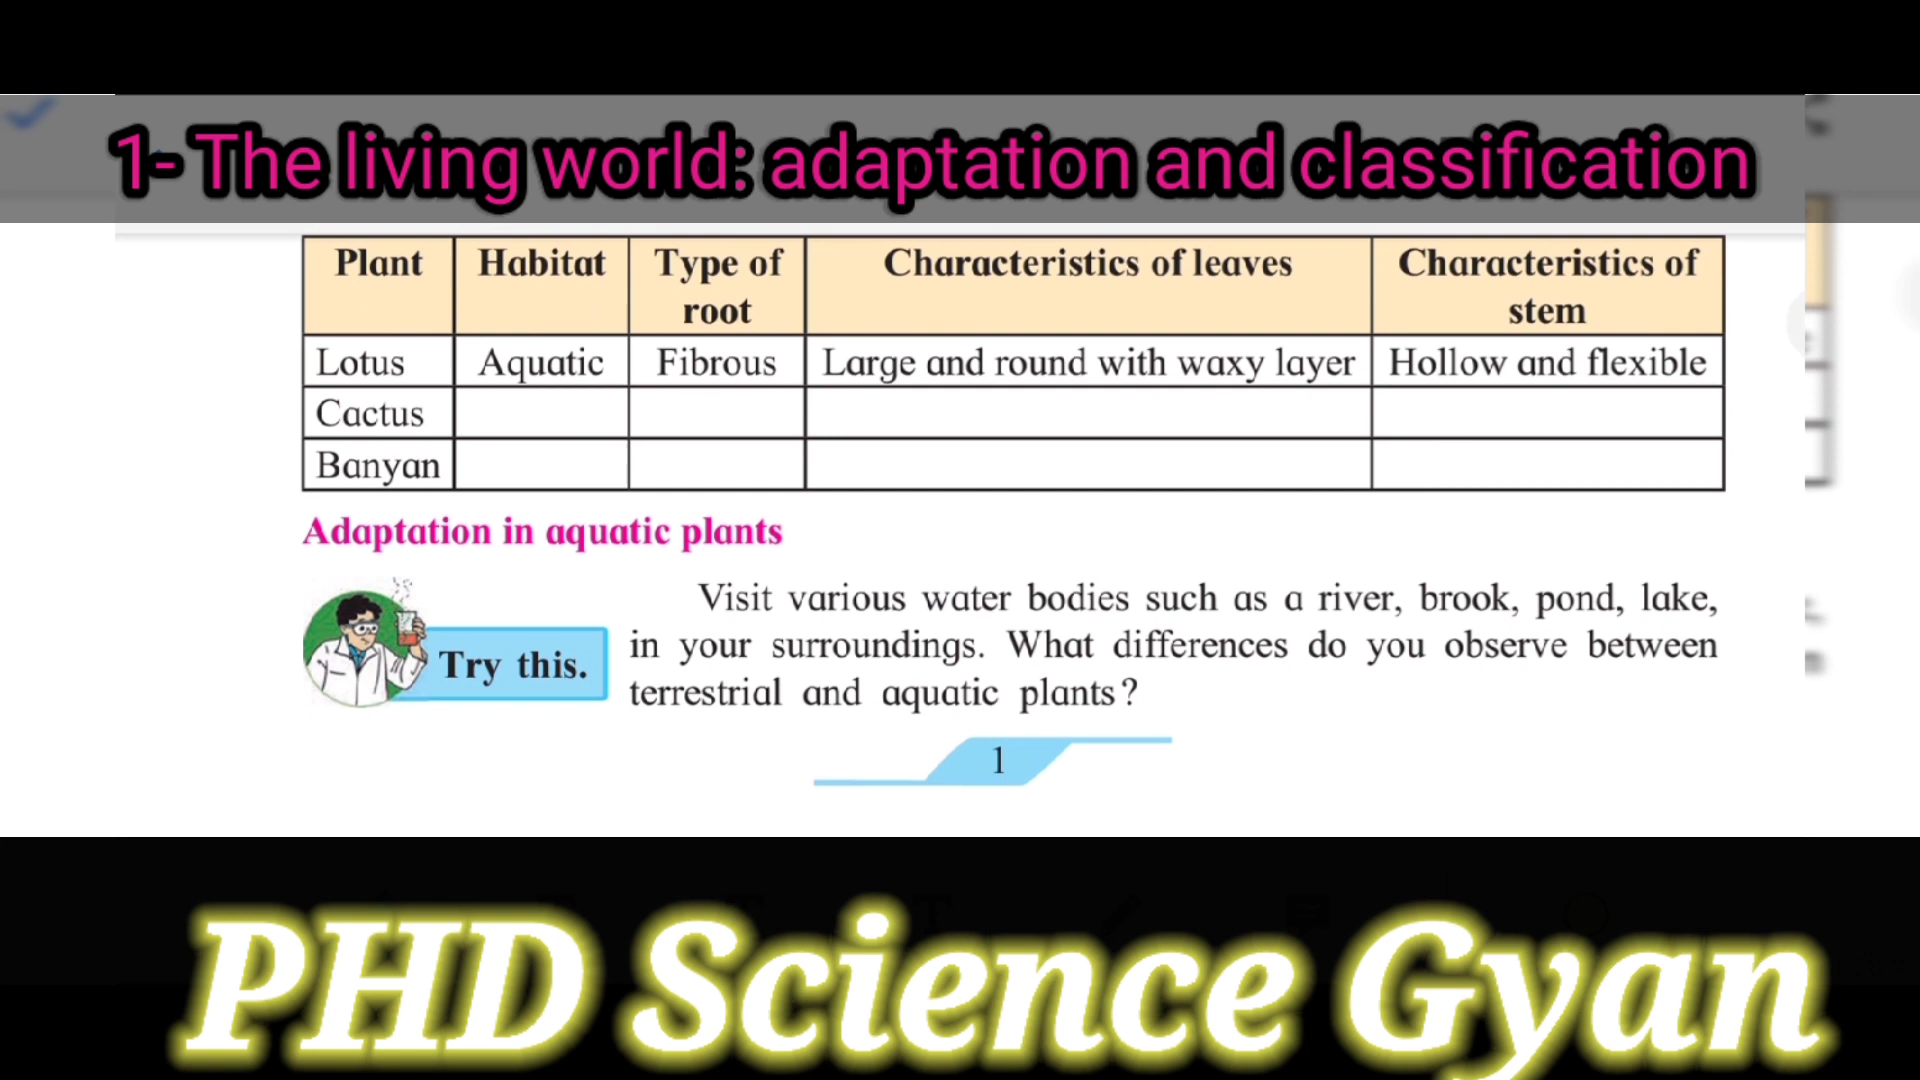 1- The living world: adaptation and classification
Plant Habitat Type of root Characteristics of leaves Characteristics of stem
Lotus Aquatic Fibrous Large and round with waxy layer Hollow and flexible
Cactus
Banyan
Adaptation in aquatic plants
Try this.
Visit various water bodies such as a river, brook, pond, lake,
in your surroundings. What differences do you observe between
terrestrial and aquatic plants?
1
PHD Science Gyan